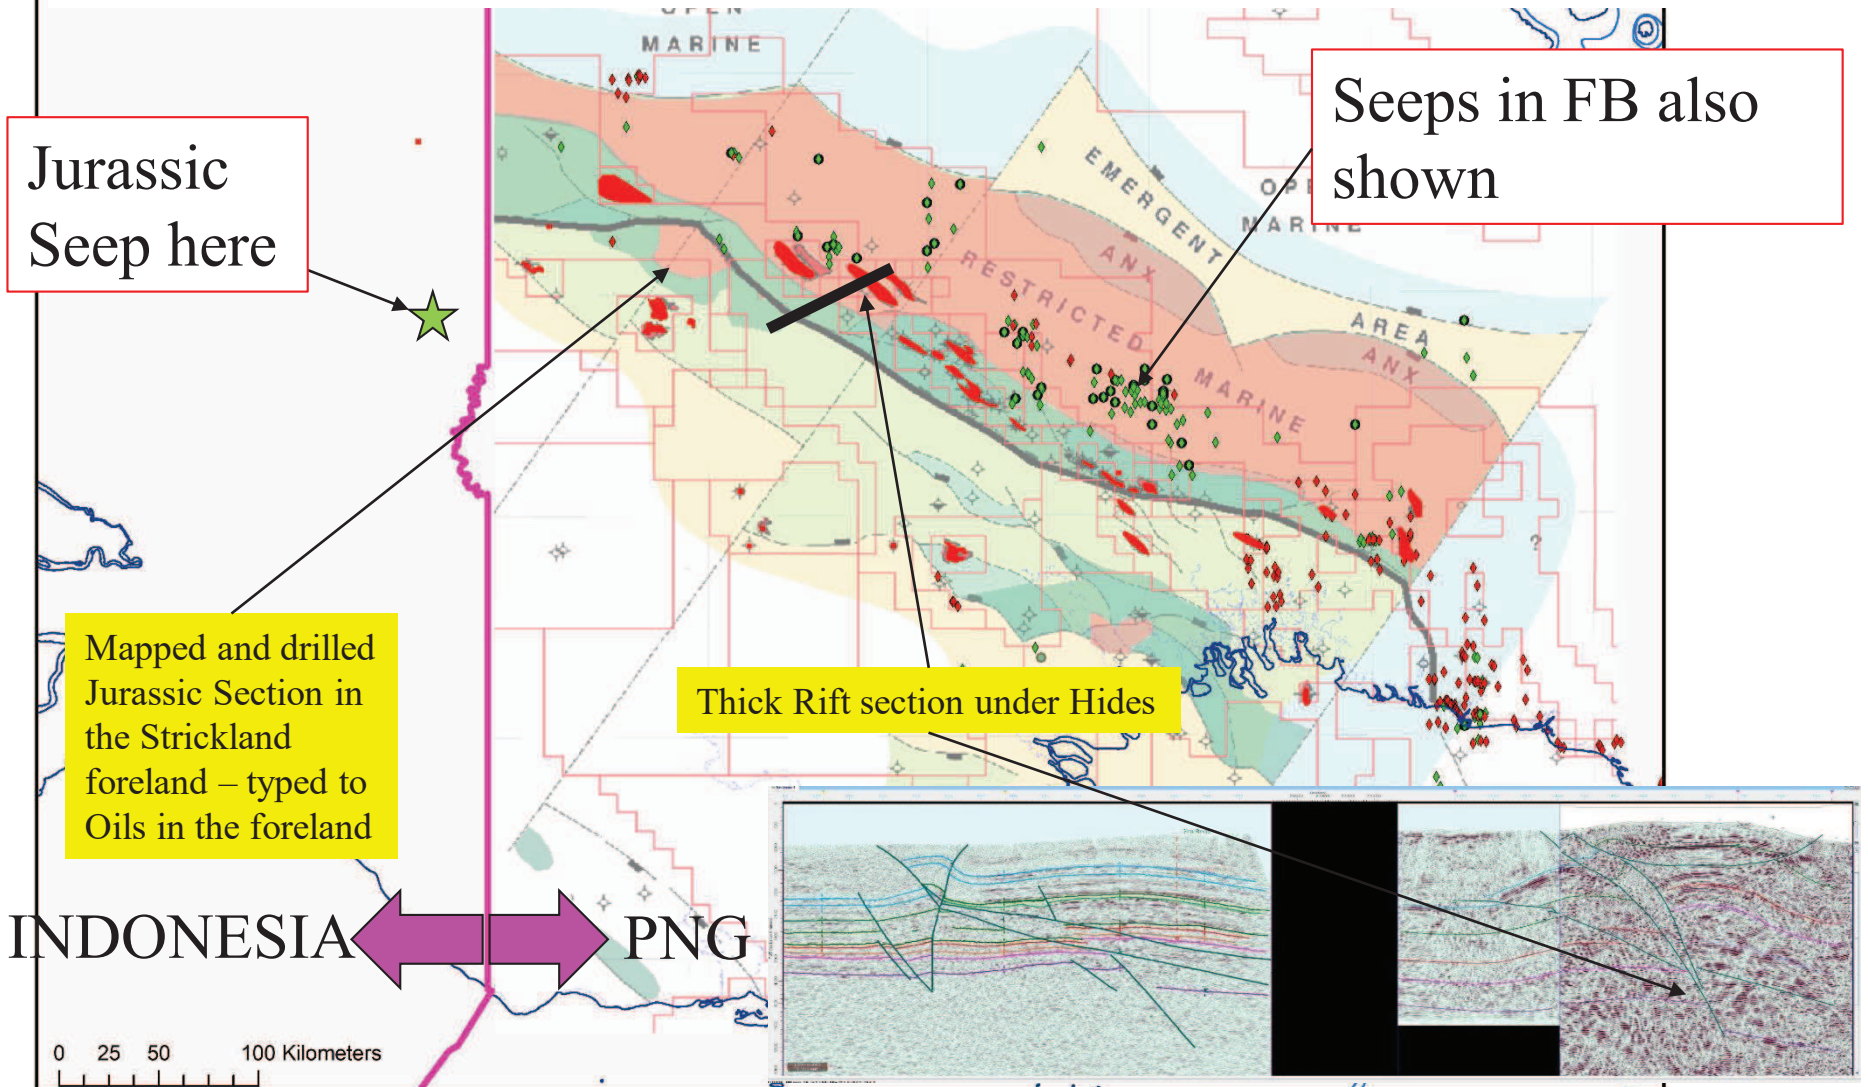 OPEN
MARINE
Seeps in FB also
shown
Jurassic
Seep here
EMERGENT
AREA
MARINE
ANX
RESTRICTED
MARINE
ANX
?
Mapped and drilled
Jurassic Section in
the Strickland
foreland – typed to
Oils in the foreland
Thick Rift section under Hides
INDONESIA
PNG
0 25 50 100 Kilometers